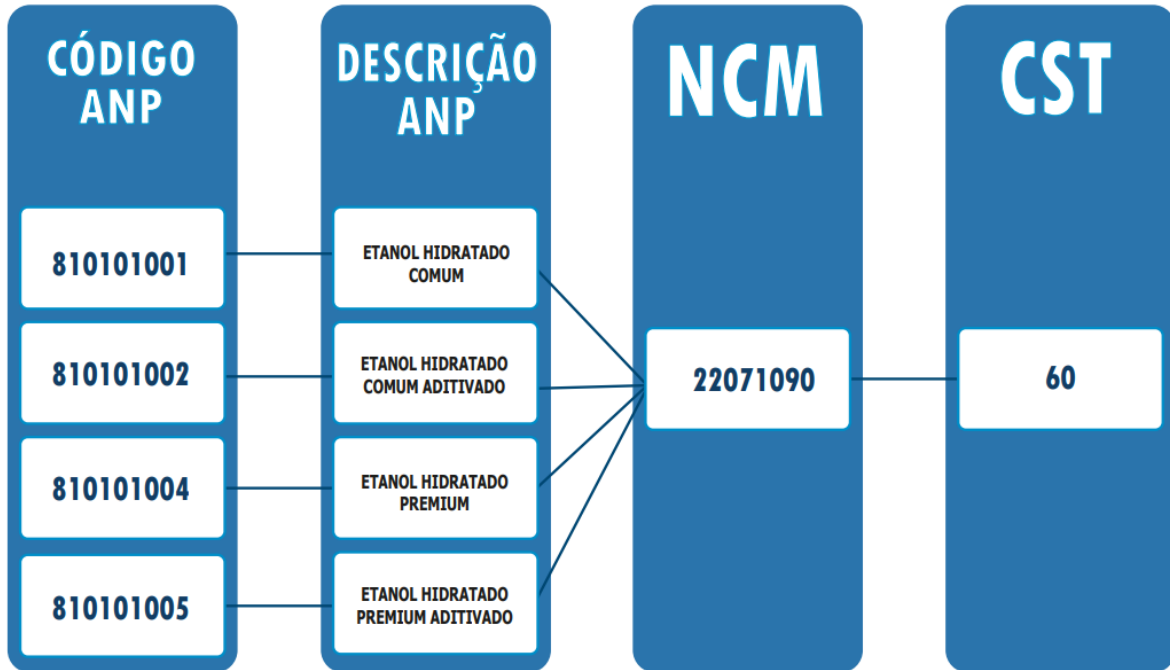 CÓDIGO
ANP
DESCRIÇÃO
ANP
NCM
CST
810101001
ETANOL HIDRATADO
COMUM
810101002
ETANOL HIDRATADO
COMUM ADITIVADO
22071090
60
810101004
ETANOL HIDRATADO
PREMIUM
810101005
ETANOL HIDRATADO
PREMIUM ADITIVADO